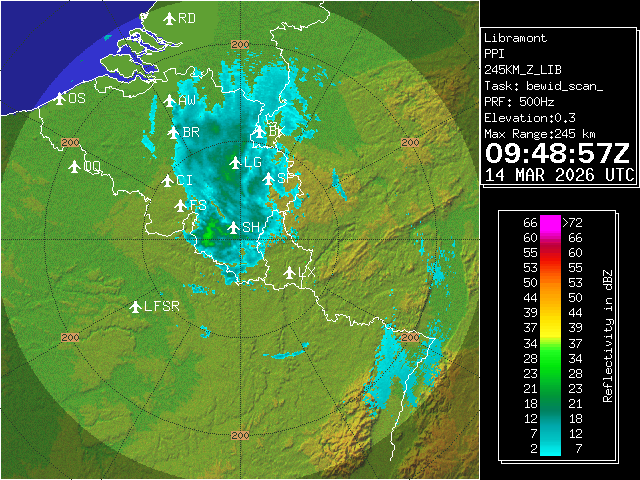 RD
200
OS
AW
BR
BK
200
200
QQ
LG
CI
SP
FS
SH
LX
LFSR
200
200
200
Libramont
PPI
245KM_Z_LIB
Task: bewid_scan_
PRF: 500Hz
Elevation:0.3
Max Range:245 km
09:48:57Z
14 MAR 2026 UTC
66 >72
60 66
55 60
53 55
50 53
44 50
39 44
37 39
34 37
28 34
23 28
21 23
18 21
12 18
7 12
2 7
Reflectivity in dBZ